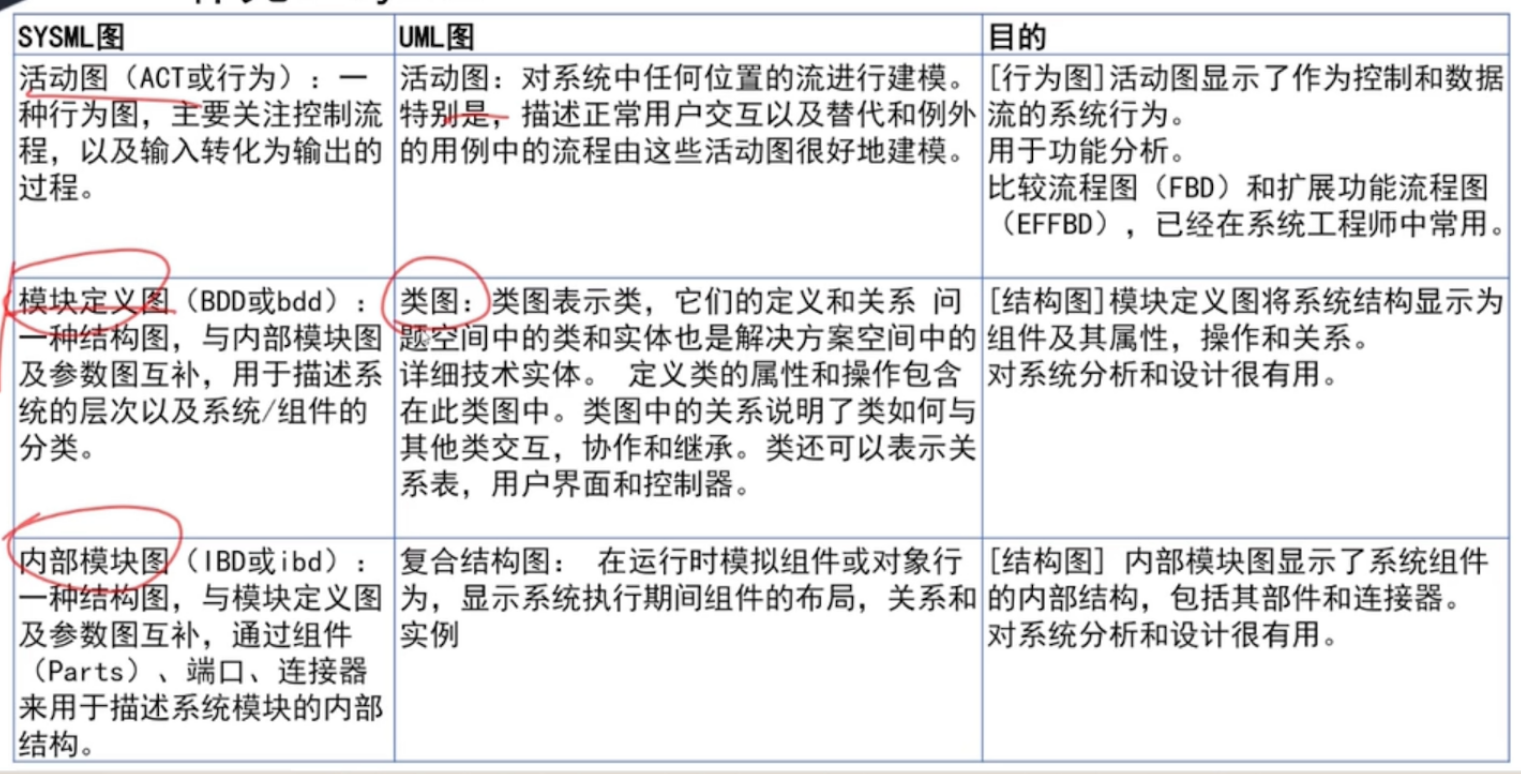 SYSML图
UML图
目的
活动图（ACT或行为）：一
种行为图，主要关注控制流
程，以及输入转化为输出的
过程。
活动图：对系统中任何位置的流进行建模。
特别是，描述正常用户交互以及替代和例外
的用例中的流程由这些活动图很好地建模。
[行为图]活动图显示了作为控制和数据
流的系统行为。
用于功能分析。
比较流程图（FBD）和扩展功能流程图
（EFFBD），已经在系统工程师中常用。
模块定义图（BDD或bdd）：
一种结构图，与内部模块图
及参数图互补，用于描述系
统的层次以及系统/组件的
分类。
类图：类图表示类，它们的定义和关系 问
题空间中的类和实体也是解决方案空间中的
详细技术实体。 定义类的属性和操作包含
在此类图中。类图中的关系说明了类如何与
其他类交互，协作和继承。类还可以表示关
系表，用户界面和控制器。
[结构图]模块定义图将系统结构显示为
组件及其属性，操作和关系。
对系统分析和设计很有用。
内部模块图（IBD或ibd）：
一种结构图，与模块定义图
及参数图互补，通过组件
（Parts）、端口、连接器
来用于描述系统模块的内部
结构。
复合结构图： 在运行时模拟组件或对象行
为，显示系统执行期间组件的布局，关系和
实例
[结构图] 内部模块图显示了系统组件
的内部结构，包括其部件和连接器。
对系统分析和设计很有用。